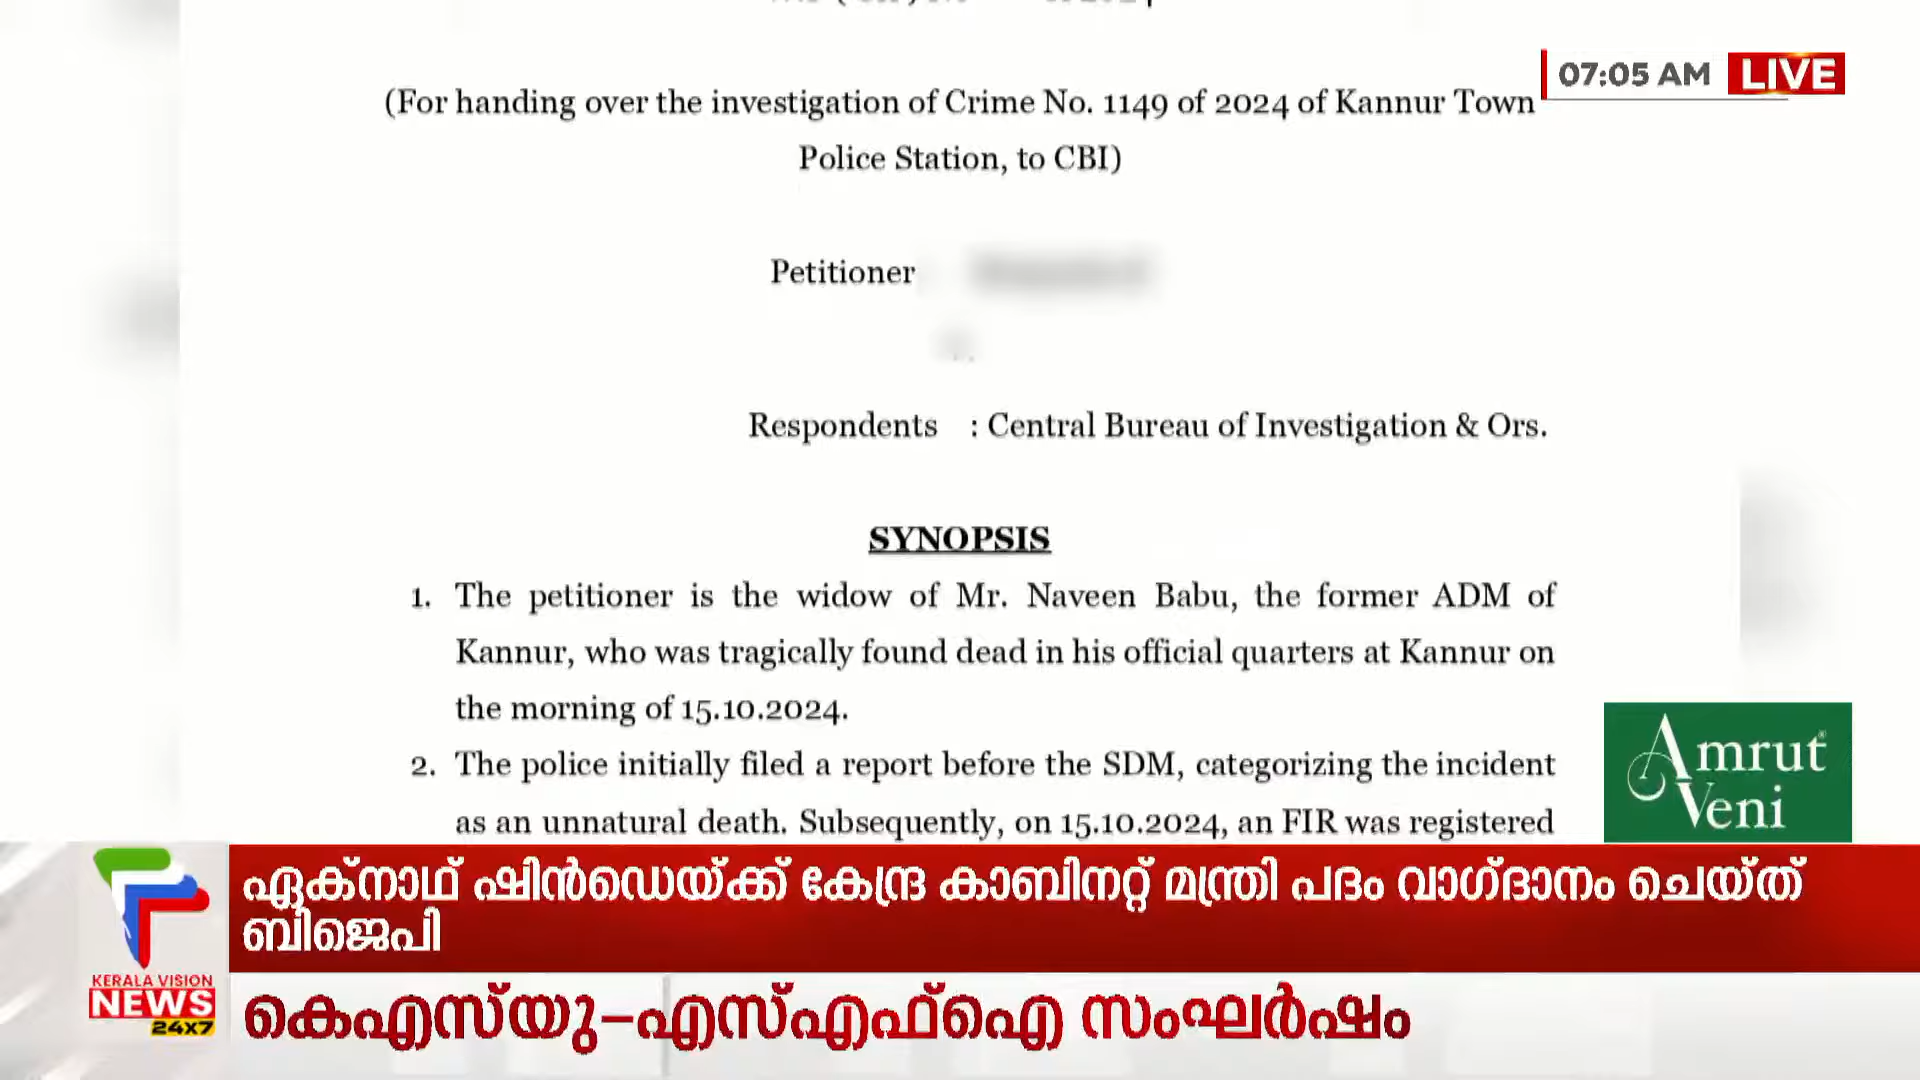 (For handing over the investigation of Crime No. 1149 of 2024 of Kannur Town
Police Station, to CBI)
07:05 AM LIVE
Petitioner
Respondents : Central Bureau of Investigation & Ors.
SYNOPSIS
1. The petitioner is the widow of Mr. Naveen Babu, the former ADM of
Kannur, who was tragically found dead in his official quarters at Kannur on
the morning of 15.10.2024.
2. The police initially filed a report before the SDM, categorizing the incident
as an unnatural death. Subsequently, on 15.10.2024, an FIR was registered
Amrut
Veni
ഏക്നാഥ് ഷിൻഡെയ്ക്ക് കേന്ദ്ര കാബിനറ്റ് മന്ത്രി പദം വാഗ്ദാനം ചെയ്ത്
ബിജെപി
KERALA VISION
NEWS
24x7
കെഎസ്‌യു-എസ്എഫ്ഐ സംഘർഷം